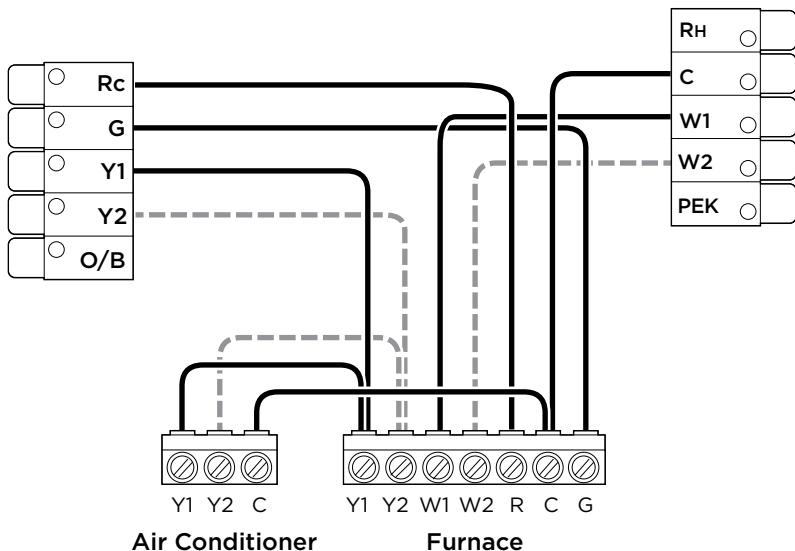 Rc
G
Y1
Y2
O/B
RH
C
W1
W2
PEK
Y1 Y2 C
Y1 Y2 W1 W2 R C G
Air Conditioner
Furnace